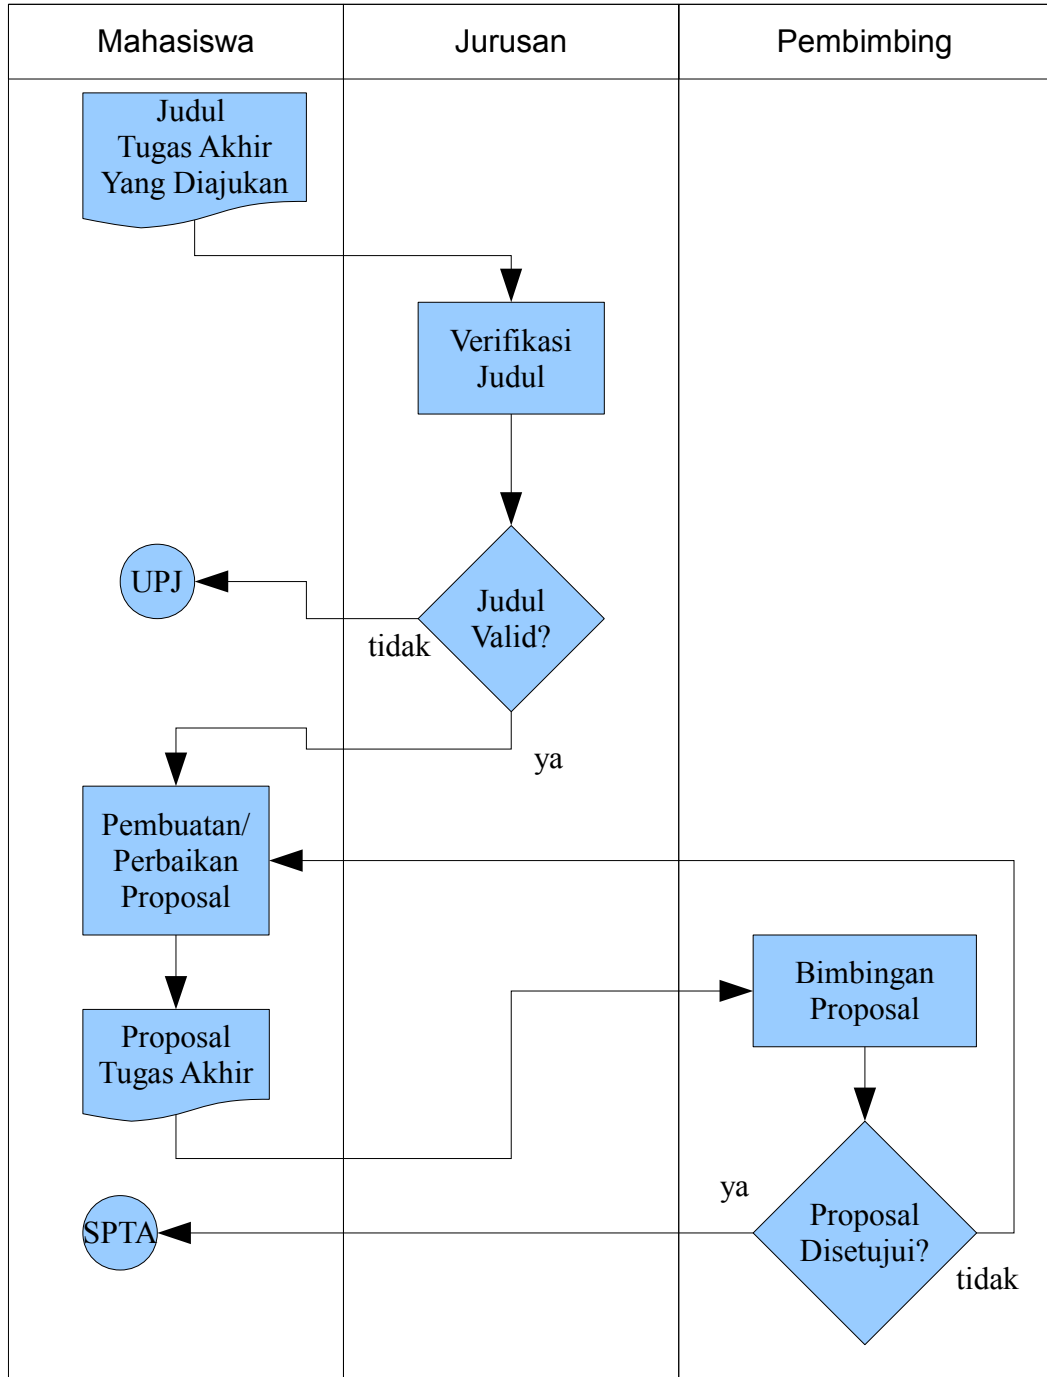 Mahasiswa
Jurusan
Pembimbing
Judul
Tugas Akhir
Yang Diajukan
Verifikasi
Judul
UPJ
Judul
Valid?
tidak
ya
Pembuatan/
Perbaikan
Proposal
Bimbingan
Proposal
Proposal
Tugas Akhir
ya
SPTA
Proposal
Disetujui?
tidak